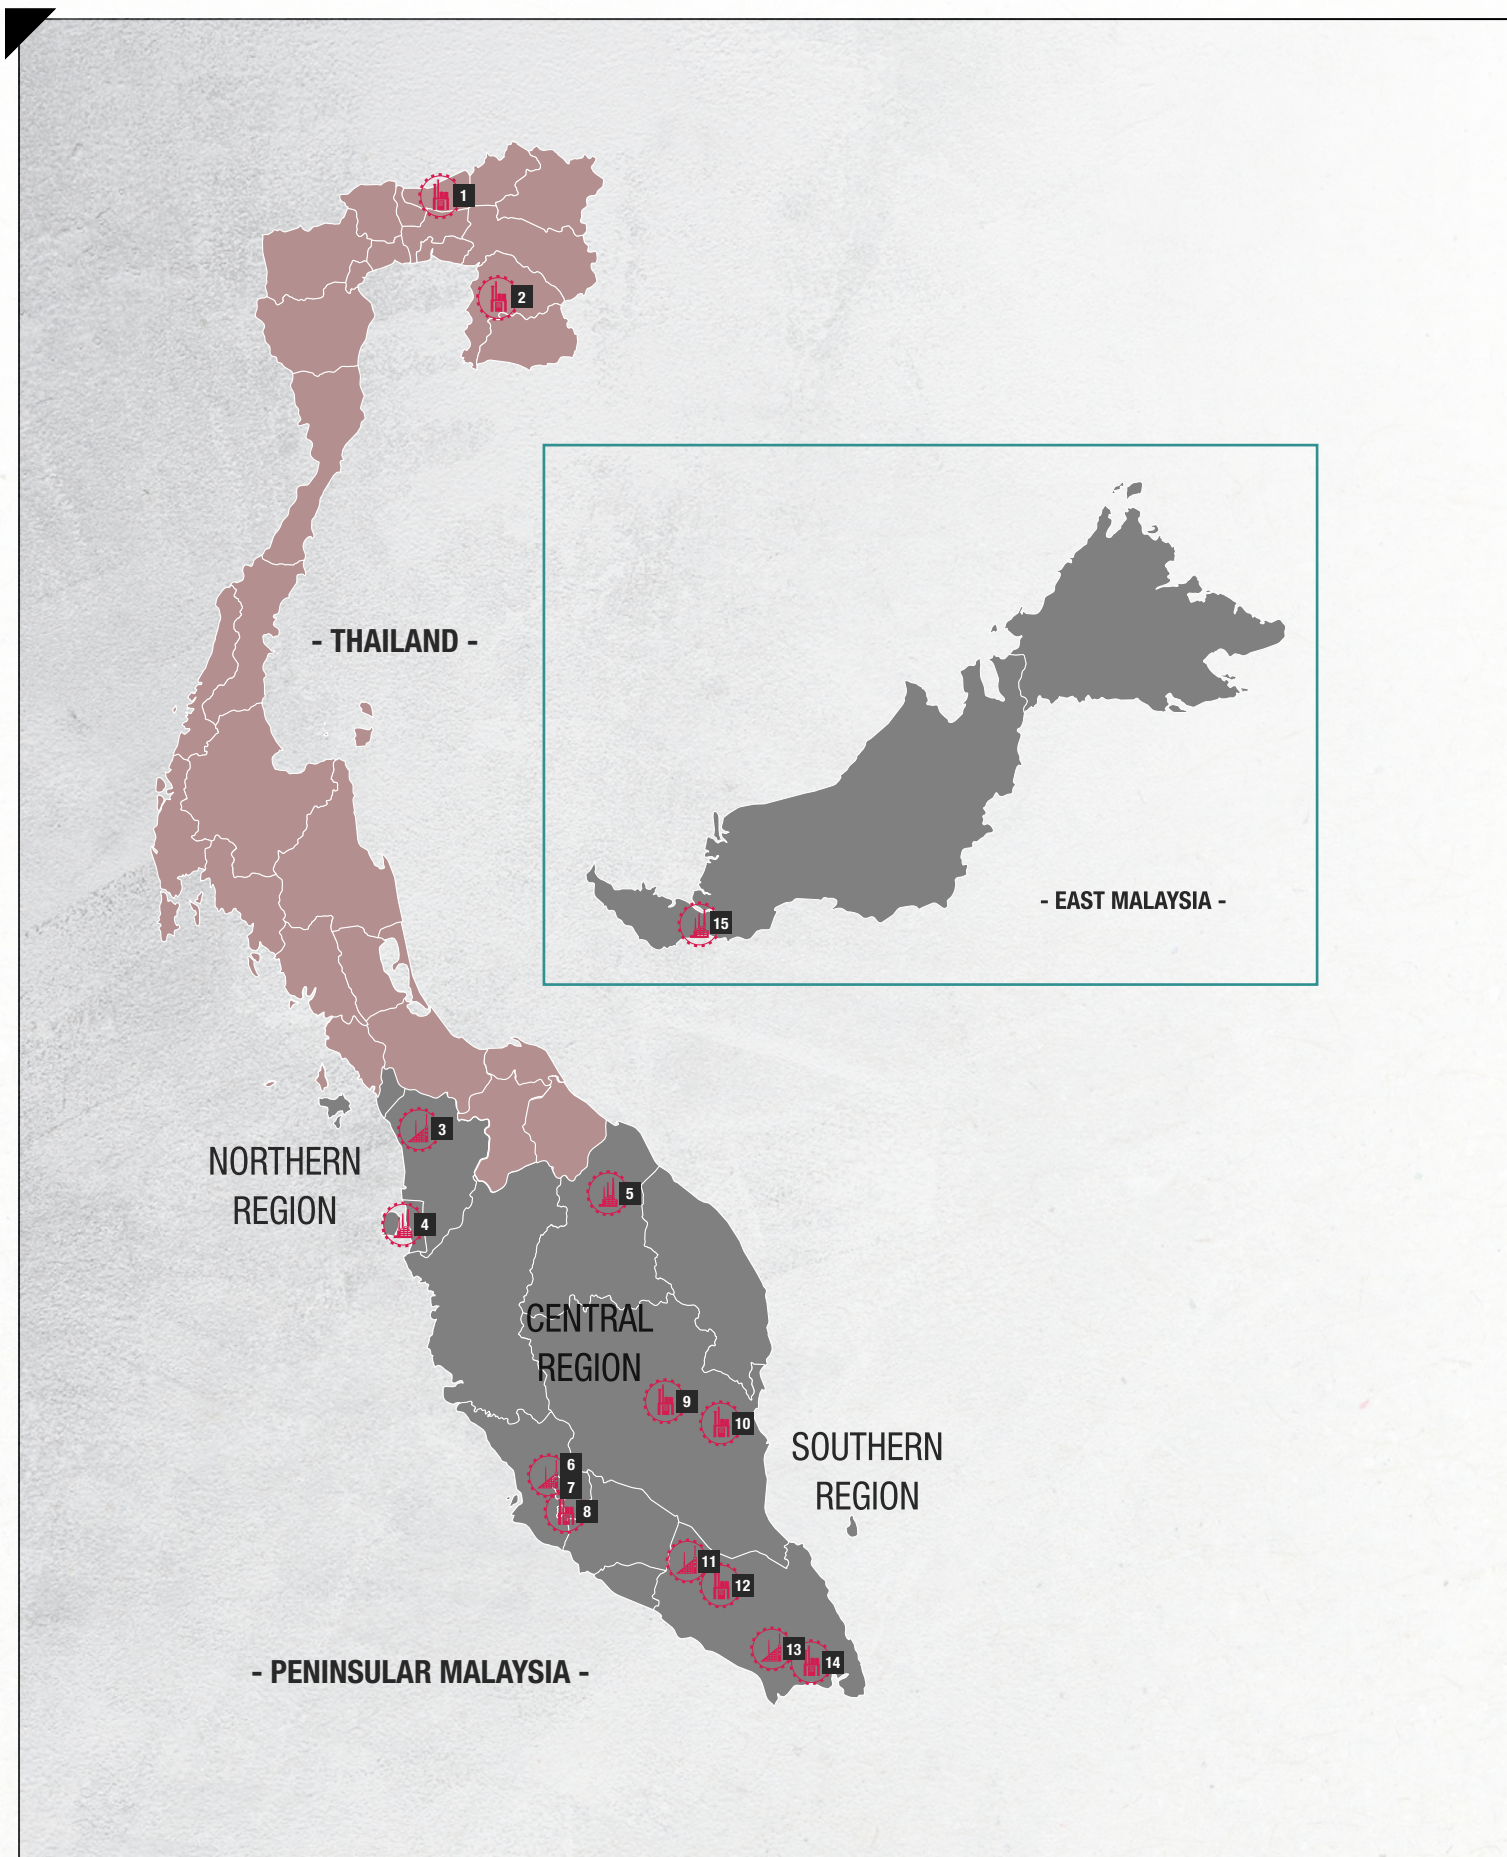 1
2
- THAILAND -
- EAST MALAYSIA -
15
3
NORTHERN
REGION
5
4
CENTRAL
REGION
9
10
SOUTHERN
REGION
6
7
8
11
12
13
14
- PENINSULAR MALAYSIA -